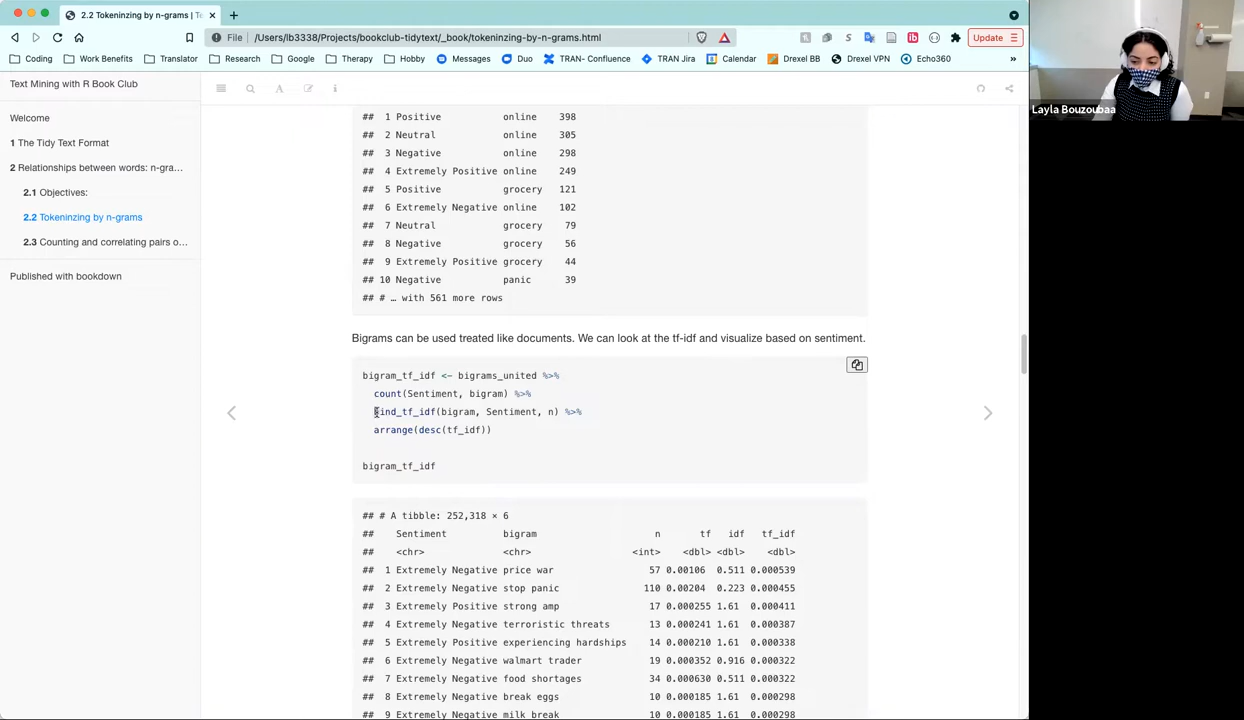 2.2 Tokeninzing by n-grams | Te
File
/Users/lb3338/Projects/bookclub-tidytext/_book/tokeninzing-by-n-grams.html
Update
Coding
Work Benefits
Translator
Research
Google
Therapy
Hobby
Messages
Duo
TRAN- Confluence
TRAN Jira
Calendar
Drexel BB
Drexel VPN
Echo360
»
Text Mining with R Book Club
Welcome
1 The Tidy Text Format
2 Relationships between words: n-gra…
2.1 Objectives:
2.2 Tokeninzing by n-grams
2.3 Counting and correlating pairs o…
Published with bookdown
## 1 Positive online 398
## 2 Neutral online 305
## 3 Negative online 298
## 4 Extremely Positive online 249
## 5 Positive grocery 121
## 6 Extremely Negative online 102
## 7 Neutral grocery 79
## 8 Negative grocery 56
## 9 Extremely Positive grocery 44
## 10 Negative panic 39
## # … with 561 more rows
Bigrams can be used treated like documents. We can look at the tf-idf and visualize based on sentiment.
bigram_tf_idf <- bigrams_united %>%
count(Sentiment, bigram) %>%
bind_tf_idf(bigram, Sentiment, n) %>%
arrange(desc(tf_idf))
bigram_tf_idf
## # A tibble: 252,318 × 6
## Sentiment bigram n tf idf tf_idf
## <chr> <chr> <int> <dbl> <dbl> <dbl>
## 1 Extremely Negative price war 57 0.00106 0.511 0.000539
## 2 Extremely Negative stop panic 110 0.00204 0.223 0.000455
## 3 Extremely Positive strong amp 17 0.000255 1.61 0.000411
## 4 Extremely Negative terroristic threats 13 0.000241 1.61 0.000387
## 5 Extremely Positive experiencing hardships 14 0.000210 1.61 0.000338
## 6 Extremely Negative walmart trader 19 0.000352 0.916 0.000322
## 7 Extremely Negative food shortages 34 0.000630 0.511 0.000322
## 8 Extremely Negative break eggs 10 0.000185 1.61 0.000298
## 9 Extremely Negative milk break 10 0.000185 1.61 0.000298
Layla Bouzoubaa